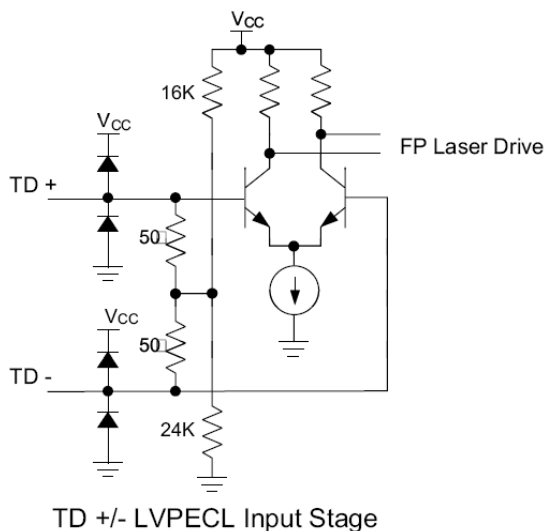 VCC
16K
VCC
FP Laser Drive
TD +
50□
VCC
50□
TD -
24K
TD +/- LVPECL Input Stage